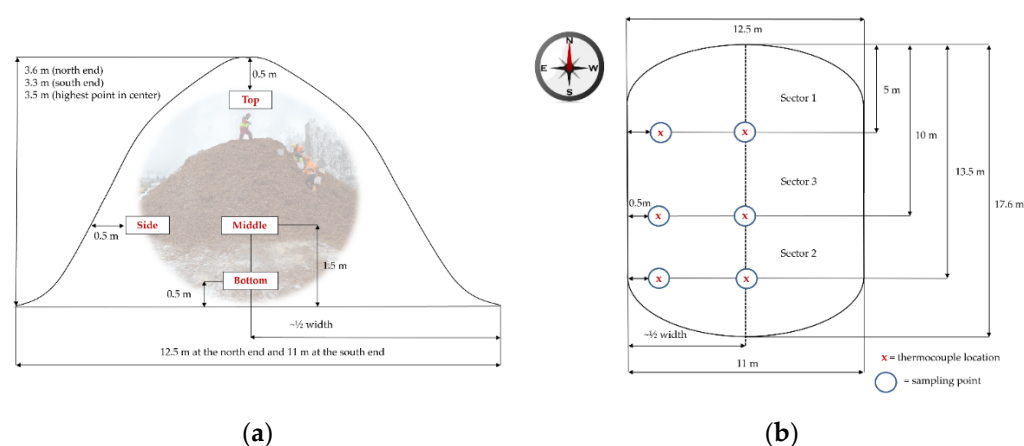 3.6 m (north end)
3.3 m (south end)
3.5 m (highest point in center)
0.5 m
Top
Side
Middle
0.5 m
1.5 m
Bottom
0.5 m
~½ width
12.5 m at the north end and 11 m at the south end
(a)
N
E
W
S
12.5 m
Sector 1
5 m
x
x
10 m
Sector 3
13.5 m
0.5m
17.6 m
x
x
Sector 2
x
x
~½ width
11 m
x = thermocouple location
= sampling point
(b)